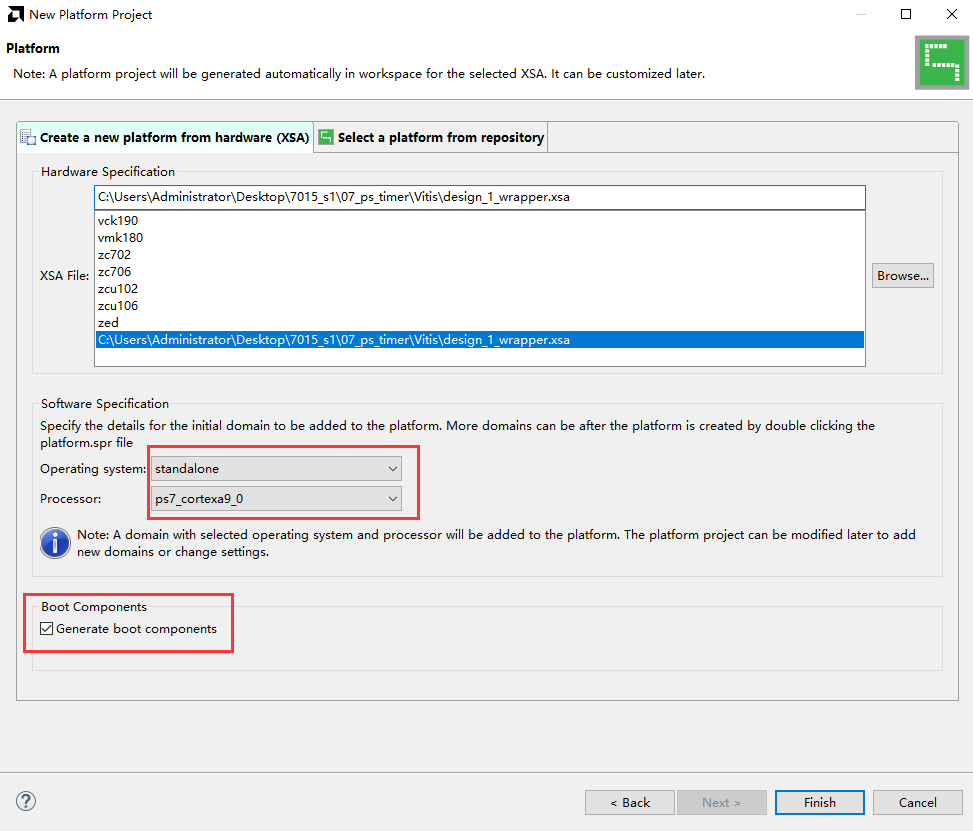 New Platform Project
Platform
Note: A platform project will be generated automatically in workspace for the selected XSA. It can be customized later.
Create a new platform from hardware (XSA)
Select a platform from repository
Hardware Specification
C:\Users\Administrator\Desktop\7015_s1\07_ps_timer\Vitis\design_1_wrapper.xsa
vck190
vmk180
zc702
zc706
XSA File:
Browse...
zcu102
zcu106
zed
C:\Users\Administrator\Desktop\7015_s1\07_ps_timer\Vitis\design_1_wrapper.xsa
Software Specification
Specify the details for the initial domain to be added to the platform. More domains can be after the platform is created by double clicking the
platform.spr file
Operating system: standalone
Processor: ps7_cortexa9_0
Note: A domain with selected operating system and processor will be added to the platform. The platform project can be modified later to add
new domains or change settings.
Boot Components
Generate boot components
?
< Back
Next >
Finish
Cancel